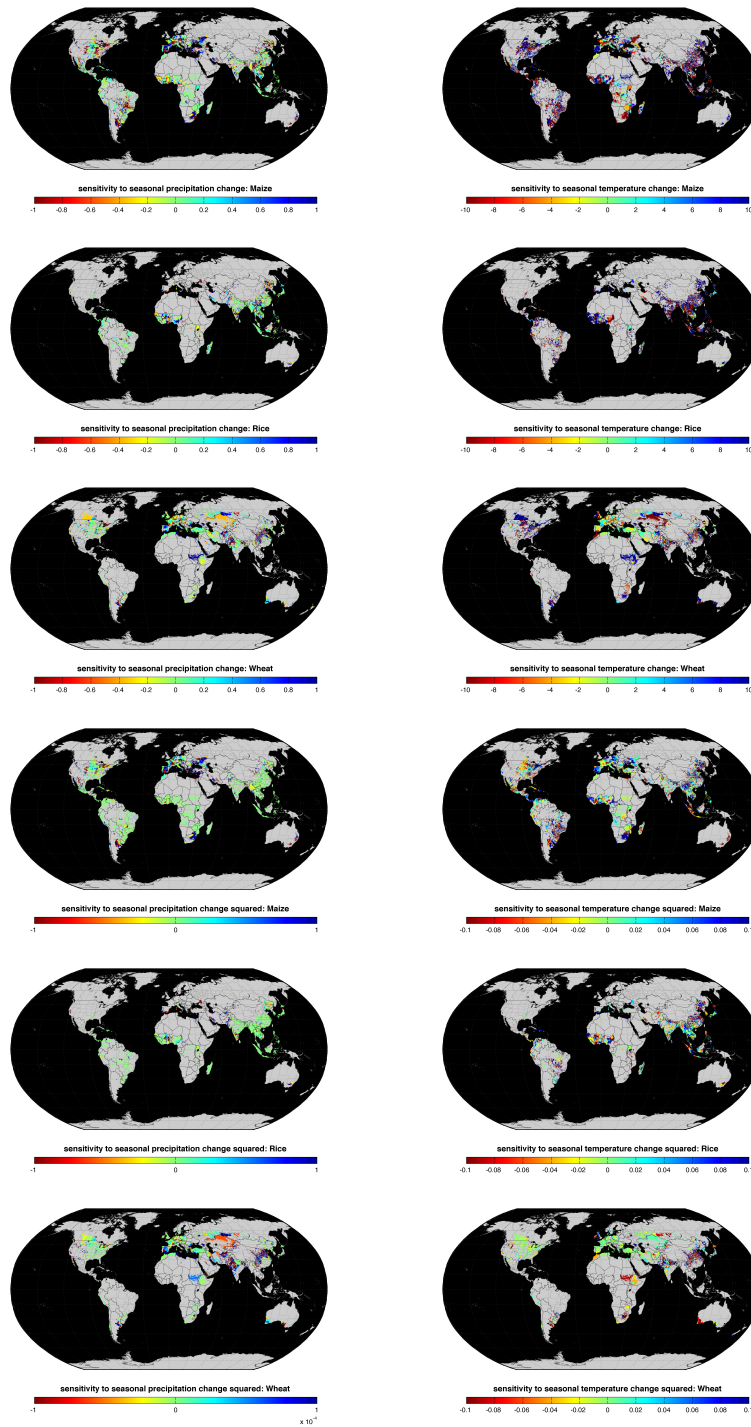 sensitivity to seasonal precipitation change: Maize
-1 -0.8 -0.6 -0.4 -0.2 0 0.2 0.4 0.6 0.8 1
sensitivity to seasonal temperature change: Maize
-10 -8 -6 -4 -2 0 2 4 6 8 10
sensitivity to seasonal precipitation change: Rice
-1 -0.8 -0.6 -0.4 -0.2 0 0.2 0.4 0.6 0.8 1
sensitivity to seasonal temperature change: Rice
-10 -8 -6 -4 -2 0 2 4 6 8 10
sensitivity to seasonal precipitation change: Wheat
-1 -0.8 -0.6 -0.4 -0.2 0 0.2 0.4 0.6 0.8 1
sensitivity to seasonal temperature change: Wheat
-10 -8 -6 -4 -2 0 2 4 6 8 10
sensitivity to seasonal precipitation change squared: Maize
-1 0 1
sensitivity to seasonal temperature change squared: Maize
-0.1 -0.08 -0.06 -0.04 -0.02 0 0.02 0.04 0.06 0.08 0.1
sensitivity to seasonal precipitation change squared: Rice
-1 0 1
sensitivity to seasonal temperature change squared: Rice
-0.1 -0.08 -0.06 -0.04 -0.02 0 0.02 0.04 0.06 0.08 0.1
sensitivity to seasonal precipitation change squared: Wheat
-1 0 1
sensitivity to seasonal temperature change squared: Wheat
-0.1 -0.08 -0.06 -0.04 -0.02 0 0.02 0.04 0.06 0.08 0.1